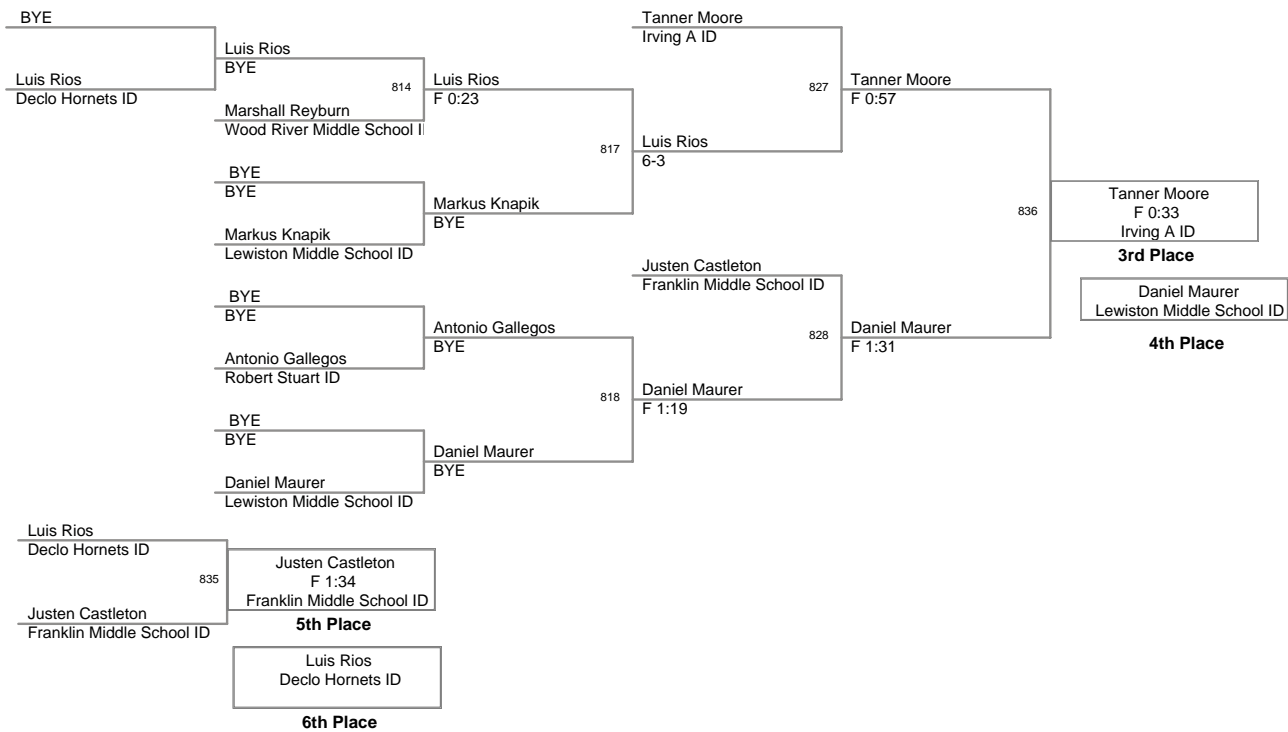 BYE
Luis Rios
Declo Hornets ID
Luis Rios
BYE
814
Marshall Reyburn
Wood River Middle School I
BYE
BYE
Markus Knapik
Lewiston Middle School ID
BYE
BYE
Antonio Gallegos
Robert Stuart ID
BYE
BYE
Daniel Maurer
Lewiston Middle School ID
Luis Rios
F 0:23
817
Markus Knapik
BYE
Antonio Gallegos
BYE
818
Daniel Maurer
BYE
Tanner Moore
Irving A ID
827
Luis Rios
6-3
Justen Castleton
Franklin Middle School ID
828
Daniel Maurer
F 1:19
Tanner Moore
F 0:57
836
Daniel Maurer
F 1:31
Tanner Moore
F 0:33
Irving A ID
3rd Place
Daniel Maurer
Lewiston Middle School ID
4th Place
Luis Rios
Declo Hornets ID
835
Justen Castleton
Franklin Middle School ID
Justen Castleton
F 1:34
Franklin Middle School ID
5th Place
Luis Rios
Declo Hornets ID
6th Place